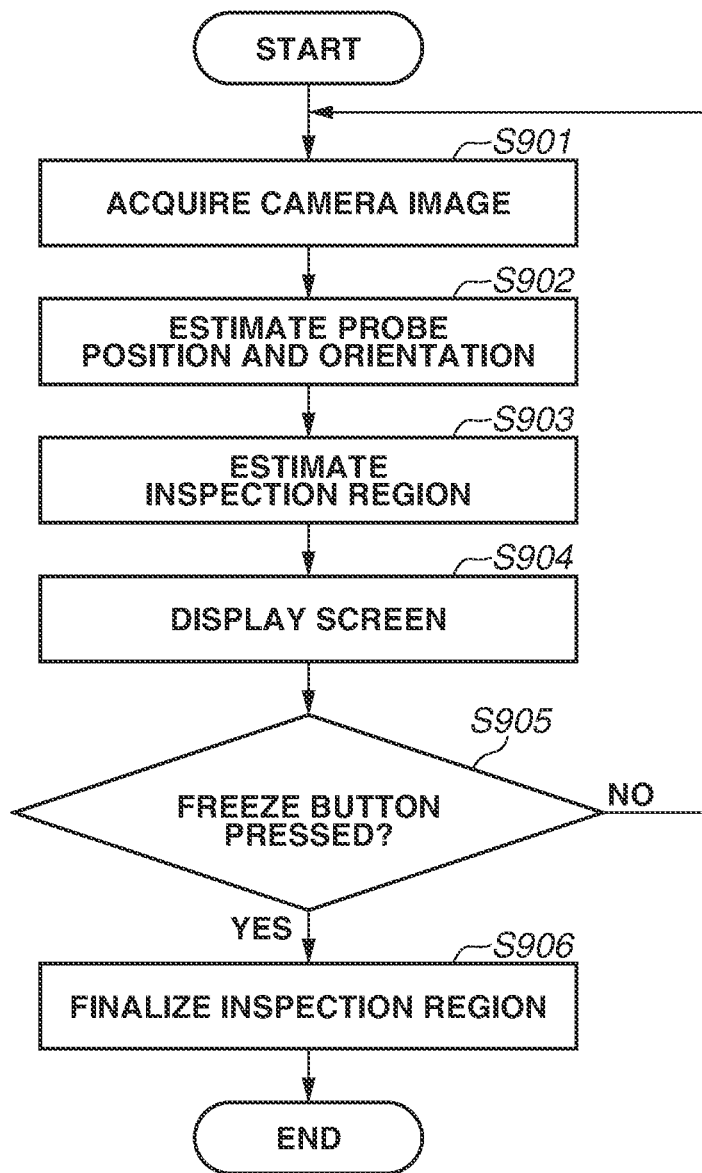 START
S901
ACQUIRE CAMERA IMAGE
S902
ESTIMATE PROBE
POSITION AND ORIENTATION
S903
ESTIMATE
INSPECTION REGION
S904
DISPLAY SCREEN
S905
FREEZE BUTTON
PRESSED?
NO
YES
S906
FINALIZE INSPECTION REGION
END